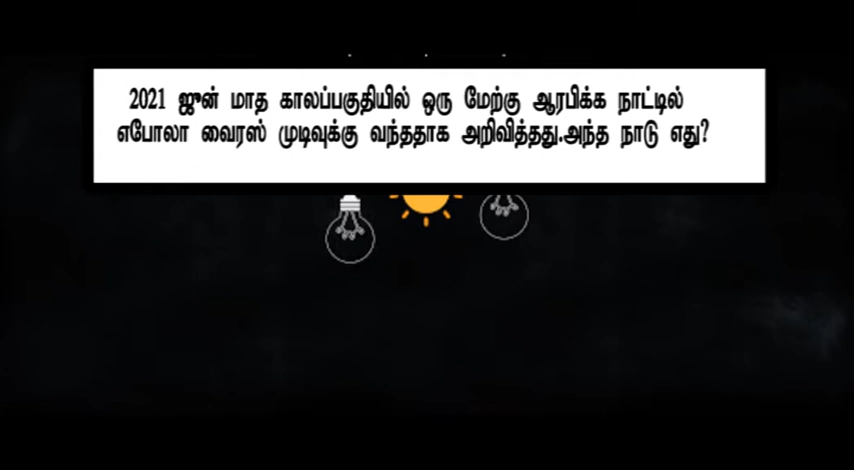 2021 ஜுன் மாத காலப்பகுதியில் ஒரு மேற்கு ஆரபிக்க நாட்டில்
எபோலா வைரஸ் முடிவுக்கு வந்ததாக அறிவித்தது.அந்த நாடு எது?